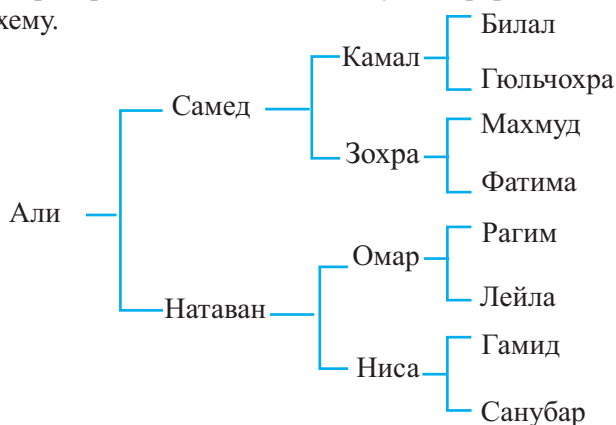 хему.
Билал
Камал
Гюльчохра
Самед
Махмуд
Зохра
Фатима
Али
Рагим
Омар
Лейла
Натаван
Гамид
Ниса
Санубар